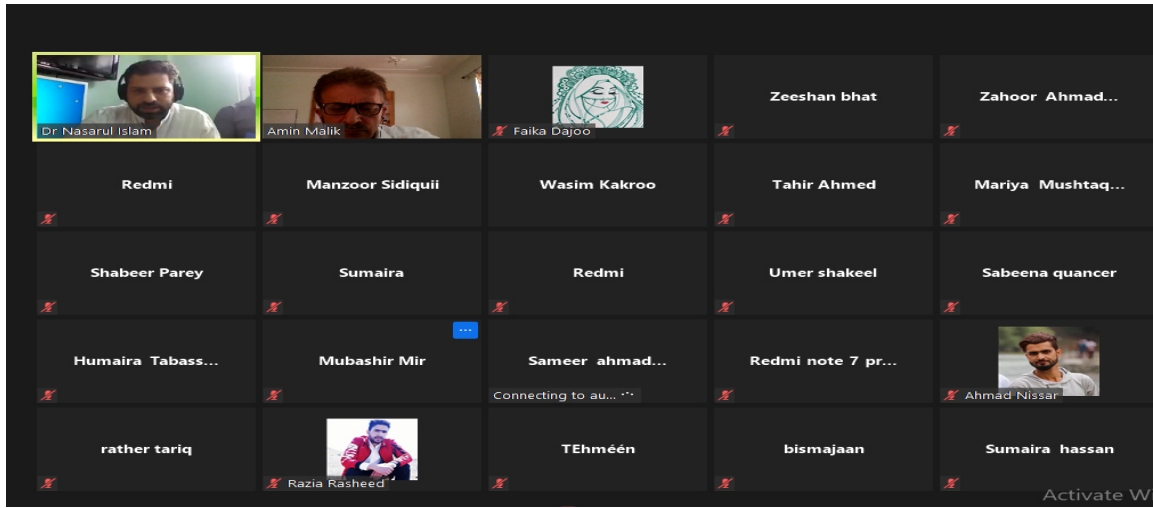 Dr Nasarul Islam
Amin Malik
Faika Dajoo
Zeeshan bhat
Zahoor Ahmad...
Redmi
Manzoor Sidiquii
Wasim Kakroo
Tahir Ahmed
Mariya Mushtaq...
Shabeer Parey
Sumaira
Redmi
Umer shakeel
Sabeena quancer
Humaira Tabass...
Mubashir Mir
Sameer ahmad...
Connecting to au...
Redmi note 7 pr...
Ahmad Nissar
rather tariq
Razia Rasheed
TEhméén
bismajaan
Sumaira hassan
Activate Wi